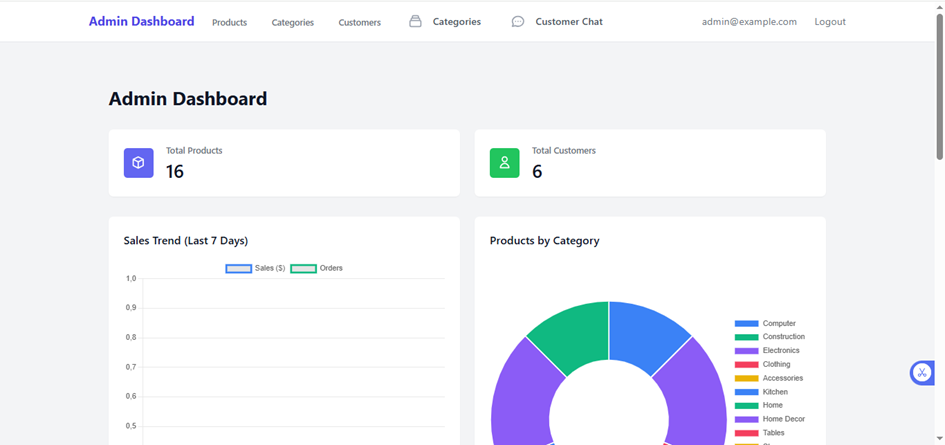 Admin Dashboard Products Categories Customers Categories Customer Chat admin@example.com Logout
Admin Dashboard
Total Products
16
Total Customers
6
Sales Trend (Last 7 Days)
Sales ($) Orders
1,0
0,9
0,8
0,7
0,6
0,5
Products by Category
Computer
Construction
Electronics
Clothing
Accessories
Kitchen
Home
Home Decor
Tables